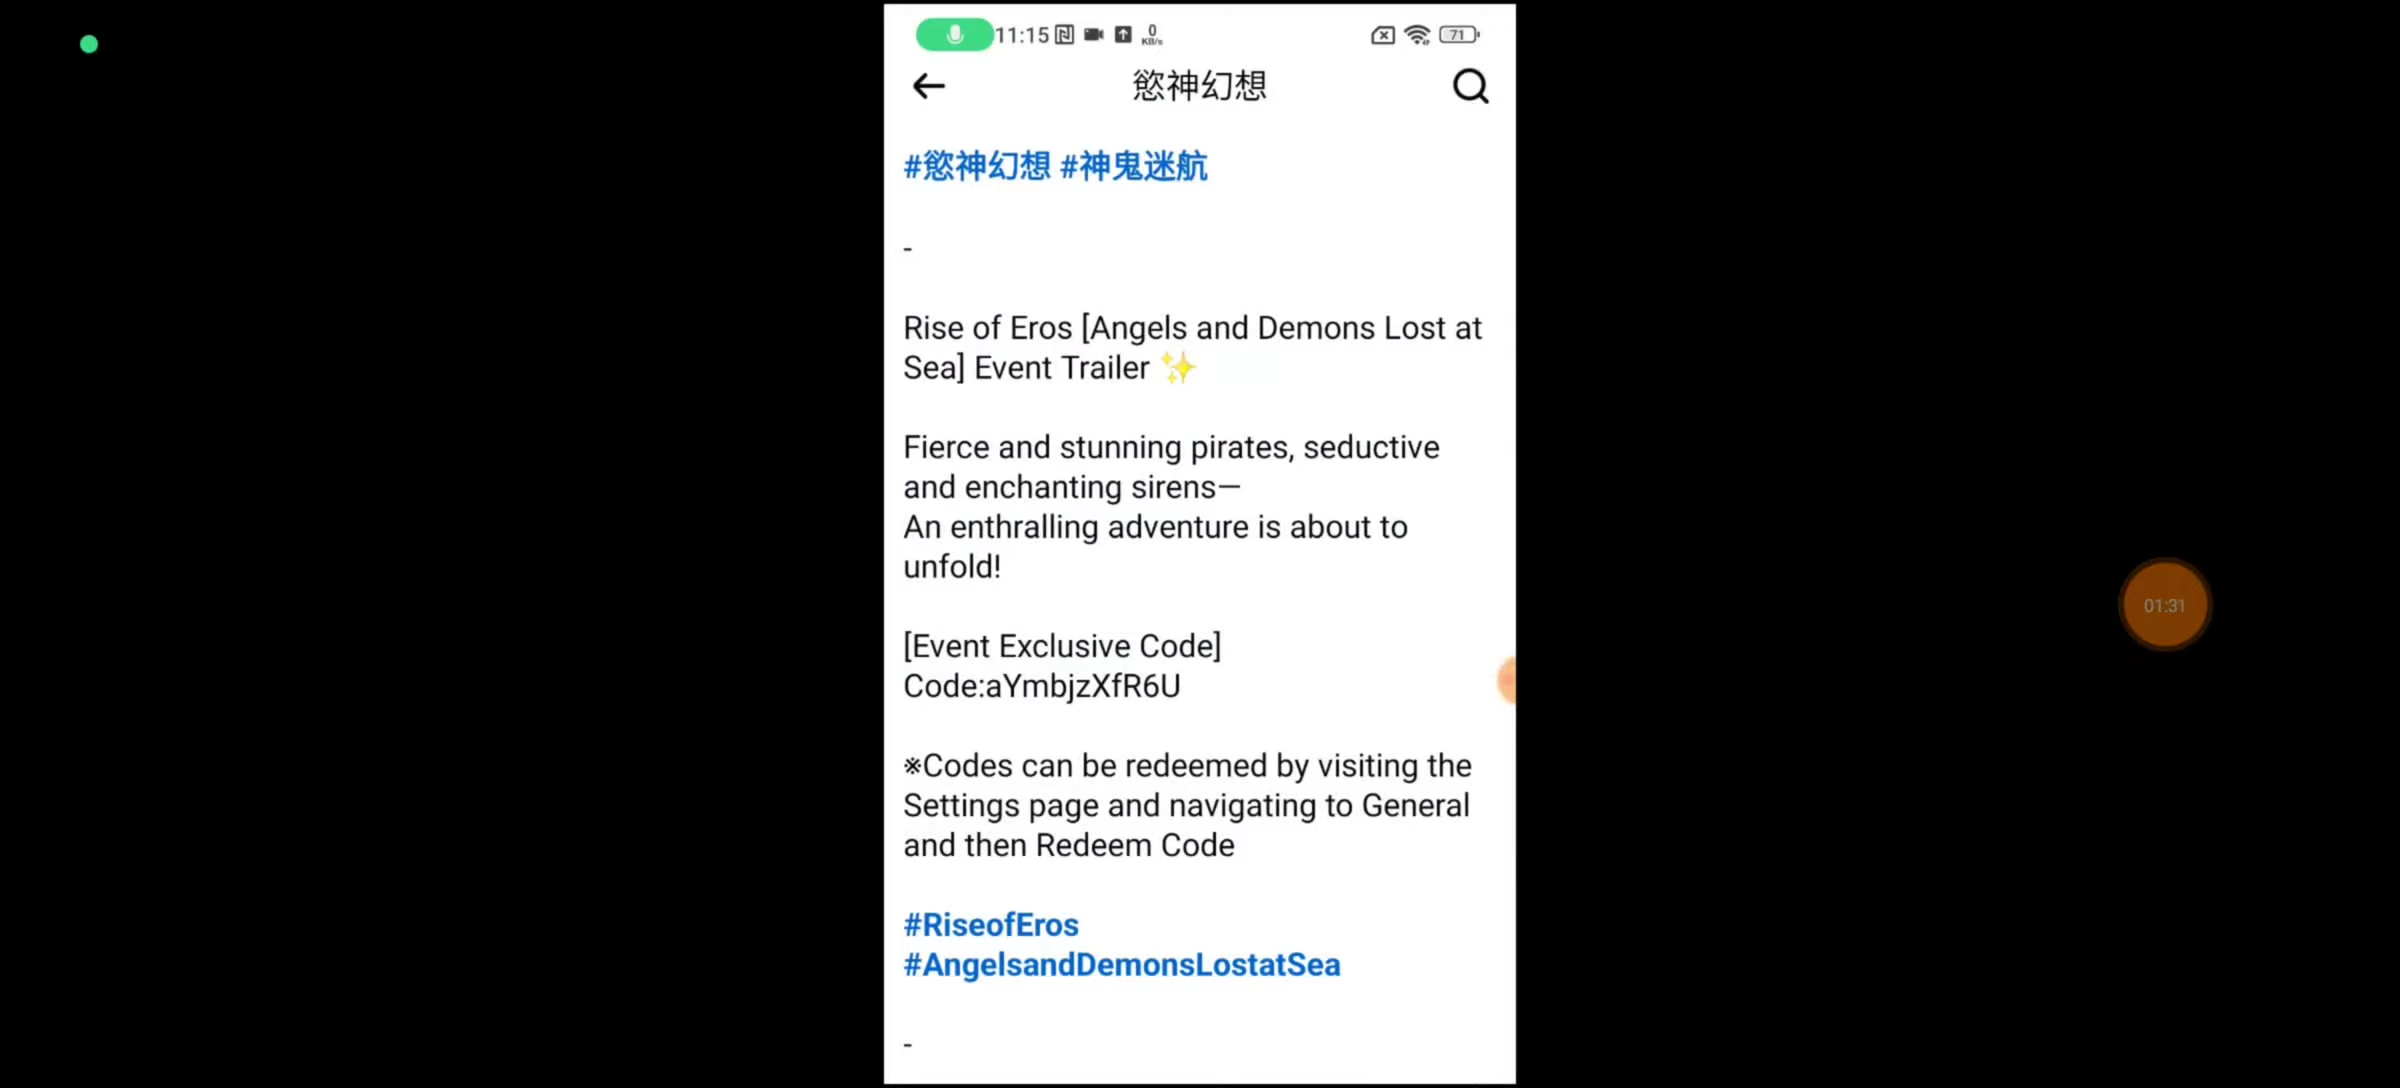 11:15 0 KB/s 71
慾神幻想
#慾神幻想 #神鬼迷航
-
Rise of Eros [Angels and Demons Lost at
Sea] Event Trailer ✨
Fierce and stunning pirates, seductive
and enchanting sirens—
An enthralling adventure is about to
unfold!
[Event Exclusive Code]
Code:aYmbjzXfR6U
※Codes can be redeemed by visiting the
Settings page and navigating to General
and then Redeem Code
#RiseofEros
#AngelsandDemonsLostatSea
-
01:31